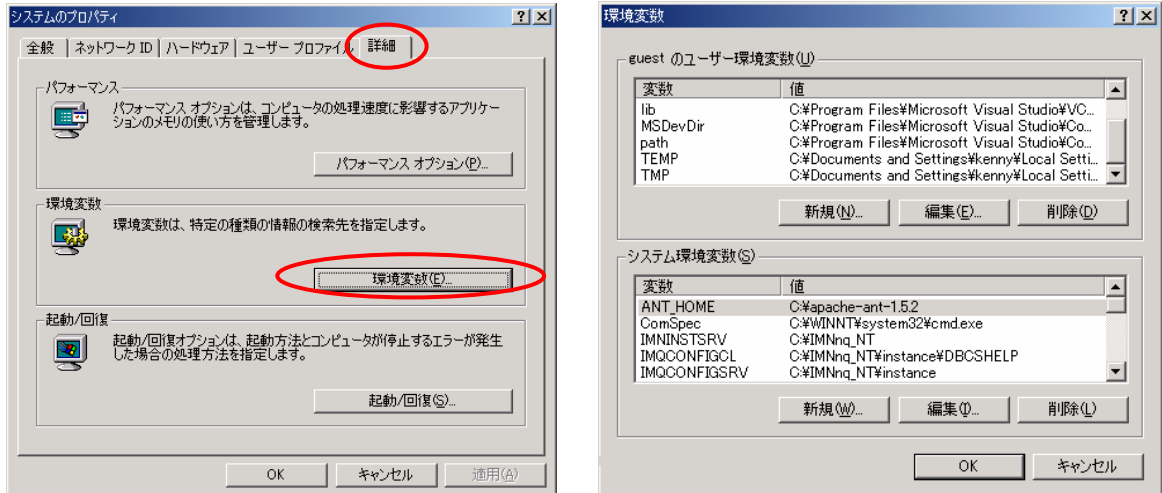 システムのプロパティ
全般 ネットワーク ID ハードウェア ユーザー プロファイル 詳細
パフォーマンス
パフォーマンス オプションは、コンピュータの処理速度に影響するアプリケー
ションのメモリの使い方を管理します。
パフォーマンス オプション(P)...
環境変数
環境変数は、特定の種類の情報の検索先を指定します。
環境変数(E)...
起動/回復
起動/回復オプションは、起動方法とコンピュータが停止するエラーが発生
した場合の処理方法を指定します。
起動/回復(S)...
OK キャンセル 適用(A)
環境変数
guest のユーザー環境変数(U)
変数 値
lib C:¥Program Files¥Microsoft Visual Studio¥VC...
MSDevDir C:¥Program Files¥Microsoft Visual Studio¥Co...
path C:¥Program Files¥Microsoft Visual Studio¥Co...
TEMP C:¥Documents and Settings¥kenny¥Local Setti...
TMP C:¥Documents and Settings¥kenny¥Local Setti...
新規(N)... 編集(E)... 削除(D)
システム環境変数(S)
変数 値
ANT_HOME C:¥apache-ant-1.5.2
ComSpec C:¥WINNT¥system32¥cmd.exe
IMNINSTSRV C:¥IMNnq_NT
IMQCONFIGCL C:¥IMNnq_NT¥instance¥DBCSHELP
IMQCONFIGSRV C:¥IMNnq_NT¥instance
新規(W)... 編集(I)... 削除(L)
OK キャンセル